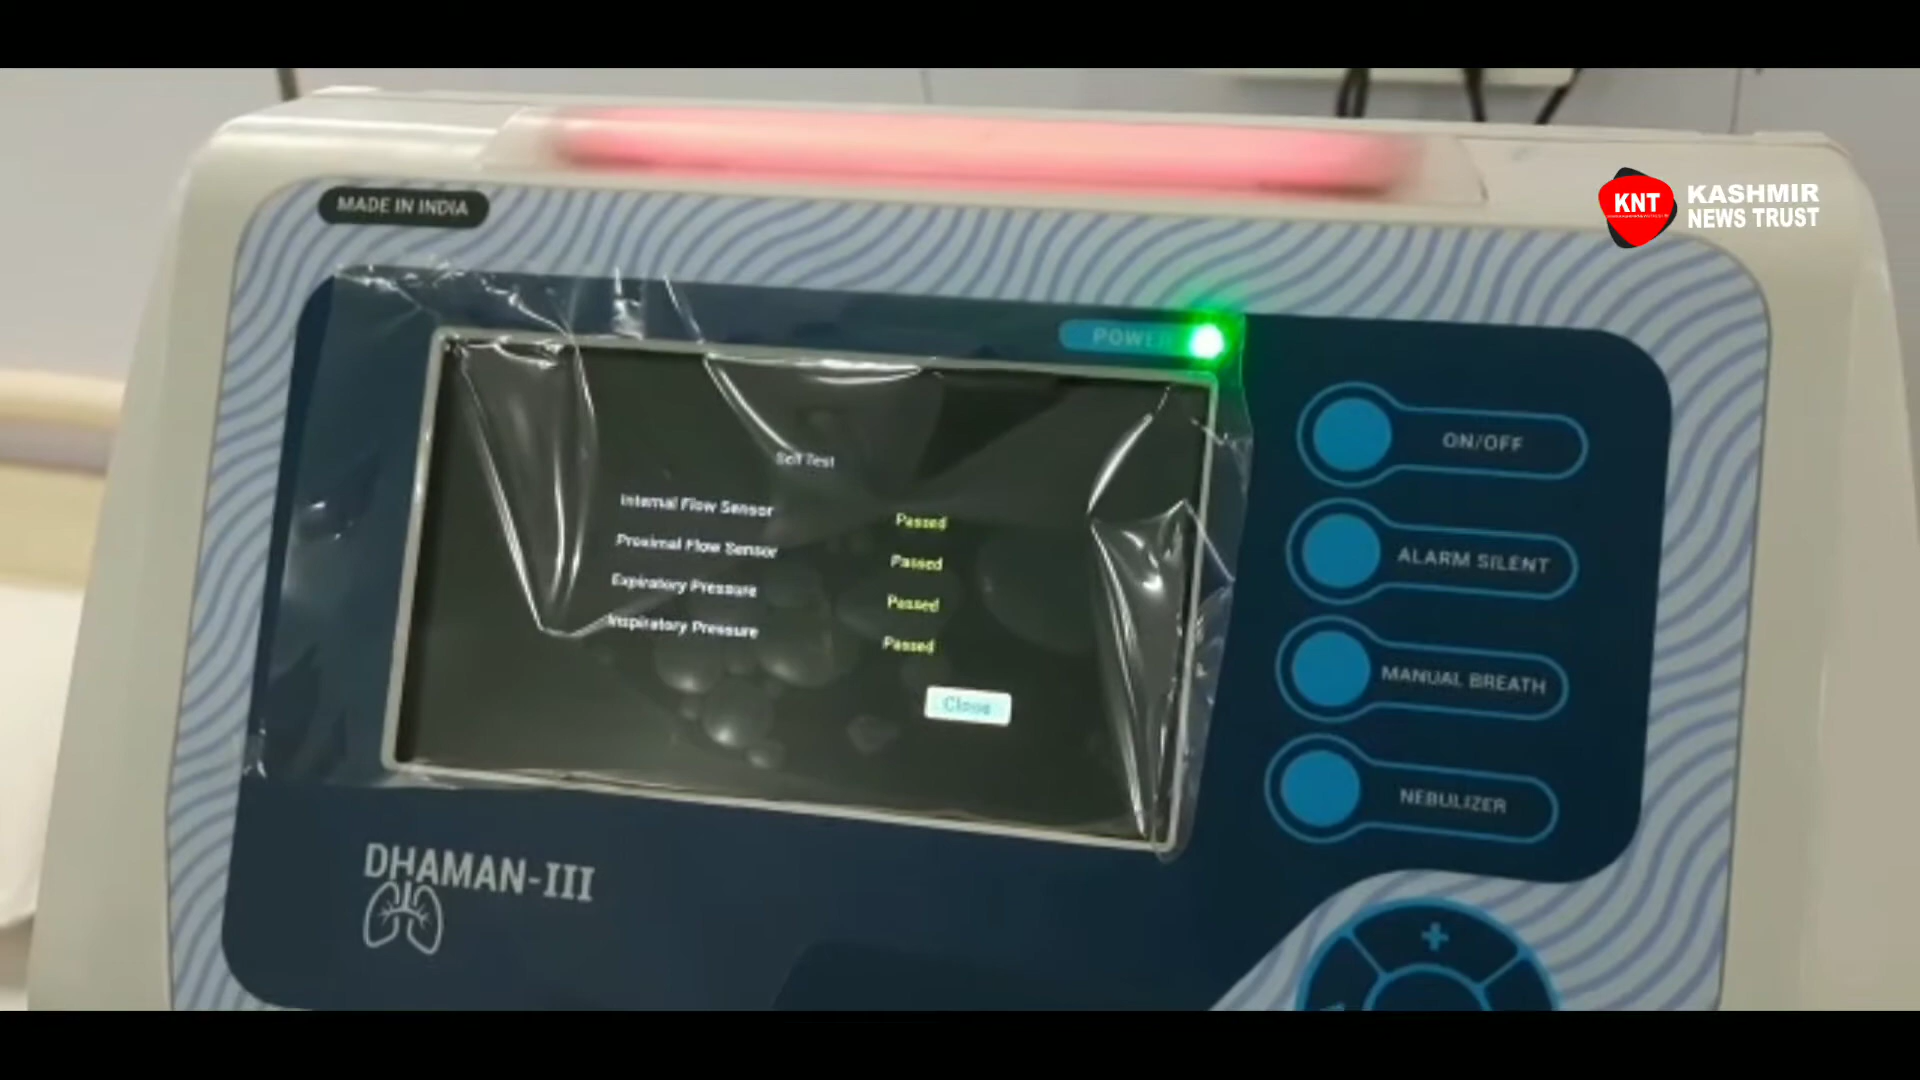 MADE IN INDIA
KNT
KASHMIR
NEWS TRUST
POWER
Self Test
Internal Flow Sensor Passed
Proximal Flow Sensor Passed
Expiratory Pressure Passed
Inspiratory Pressure Passed
Close
ON/OFF
ALARM SILENT
MANUAL BREATH
NEBULIZER
DHAMAN-III
+